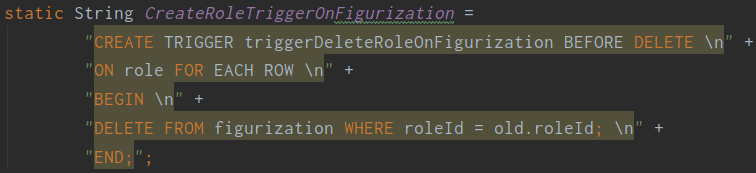 static String CreateRoleTriggerOnFigurization =
"CREATE TRIGGER triggerDeleteRoleOnFigurization BEFORE DELETE \n" +
"ON role FOR EACH ROW \n" +
"BEGIN \n" +
"DELETE FROM figurization WHERE roleId = old.roleId; \n" +
"END;";